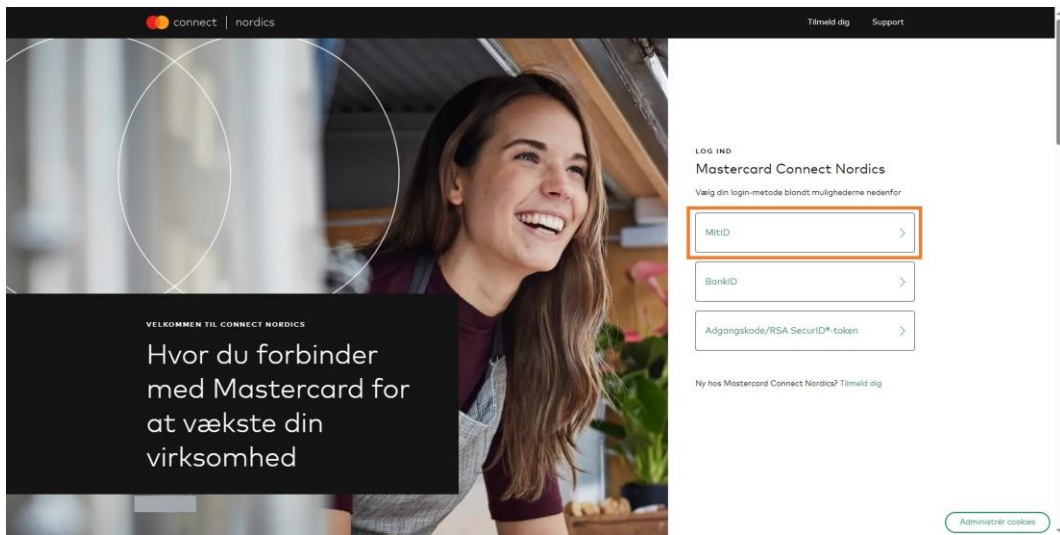 connect | nordics
Tilmeld dig Support
LOG IND
Mastercard Connect Nordics
Vælg din login-metode blandt mulighederne nedenfor
MitID
BankID
Adgangskode/RSA SecurID®-token
Ny hos Mastercard Connect Nordics? Tilmeld dig
VELKOMMEN TIL CONNECT NORDICS
Hvor du forbinder
med Mastercard for
at vækste din
virksomhed
Administrér cookies